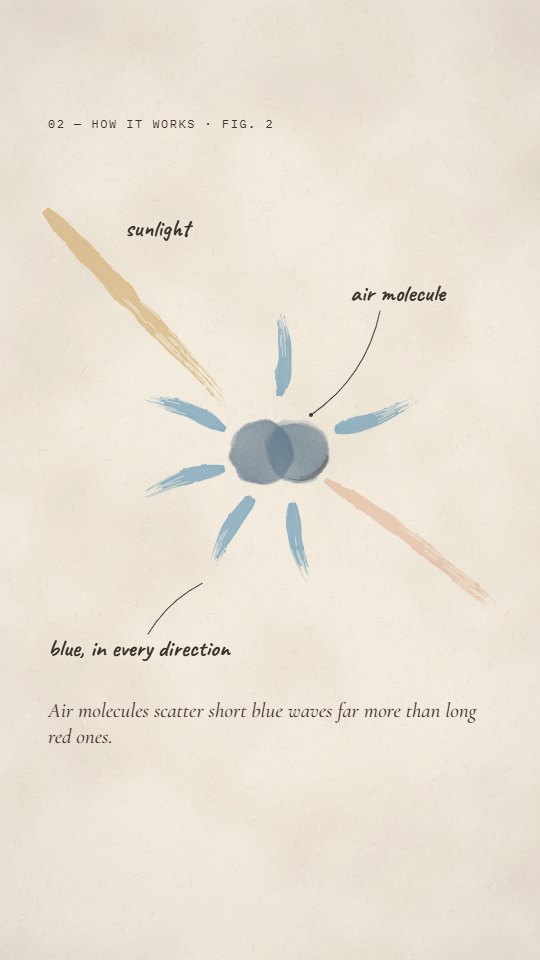 02 — HOW IT WORKS · FIG. 2
sunlight
air molecule
blue, in every direction
Air molecules scatter short blue waves far more than long
red ones.